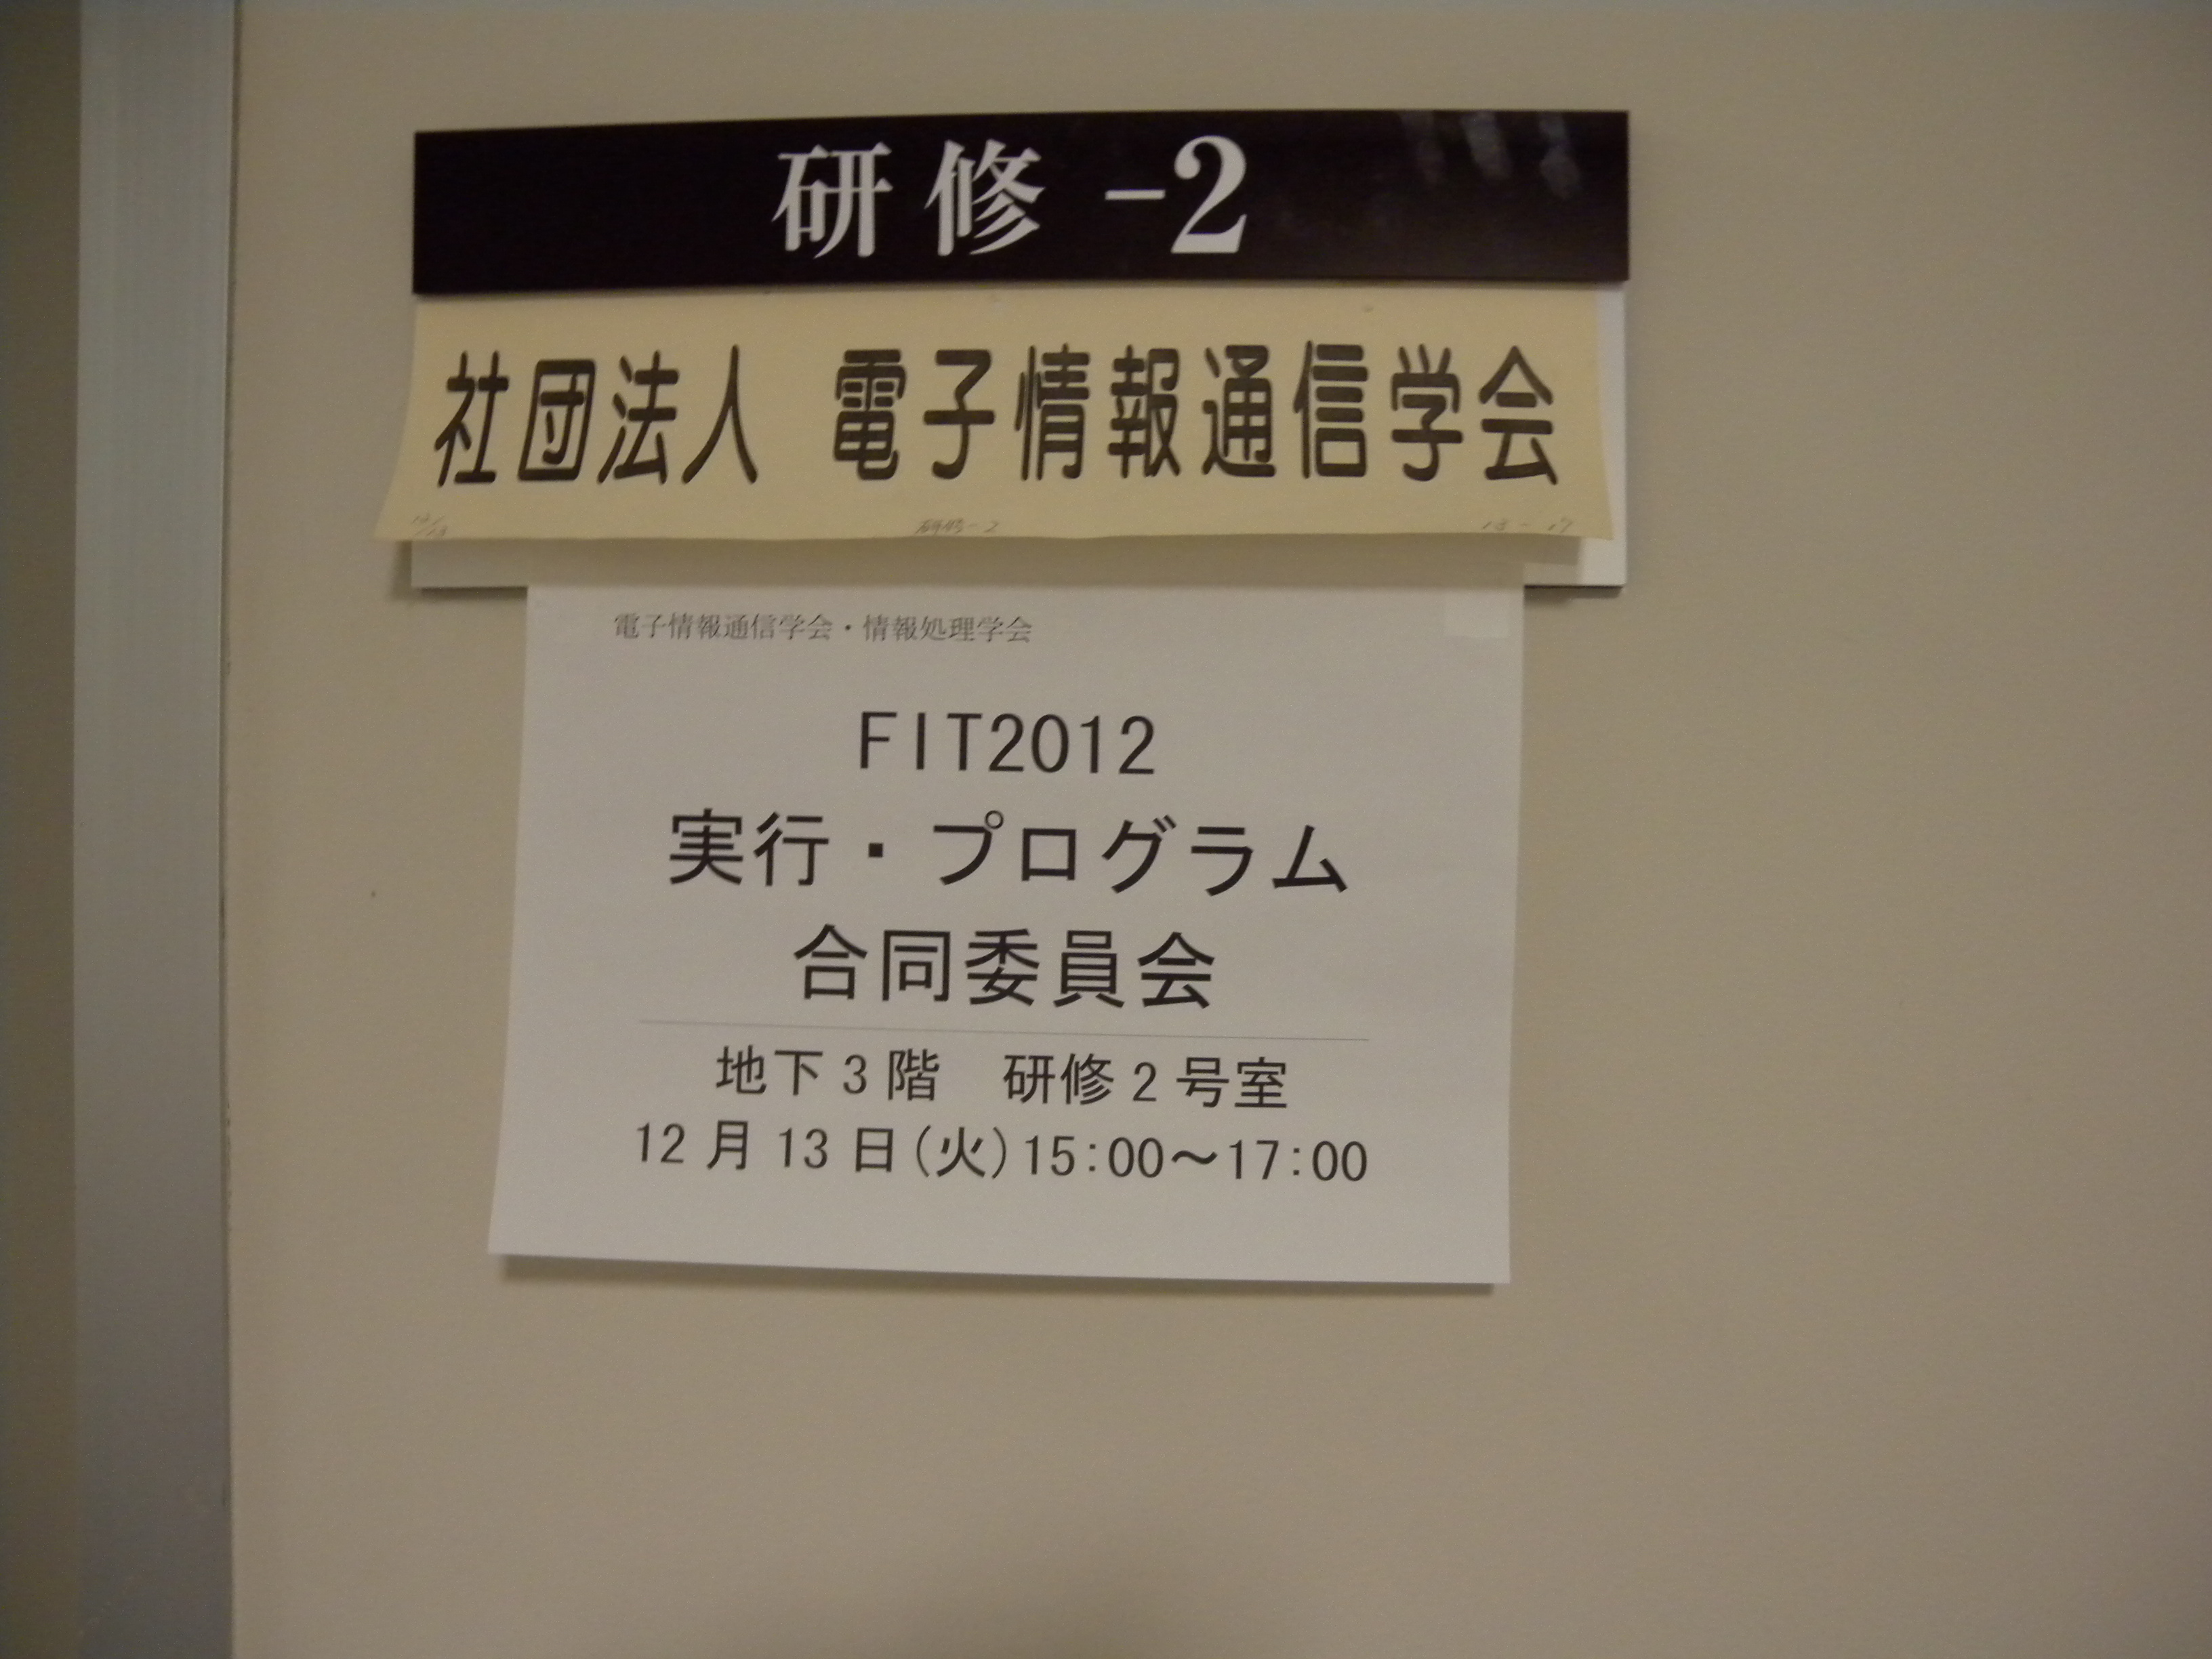 研修 -2
社団法人 電子情報通信学会
研修-2
電子情報通信学会・情報処理学会
FIT2012
実行・プログラム
合同委員会
地下3階 研修2号室
12月13日(火)15:00～17:00